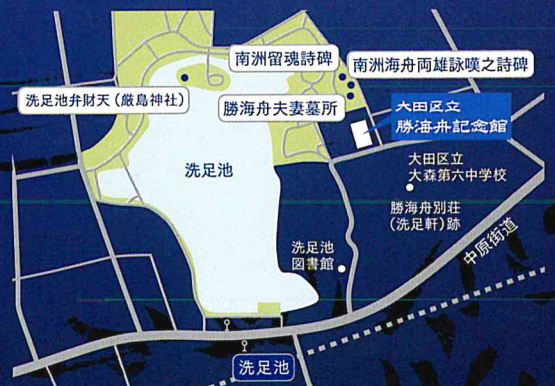 南洲留魂詩碑
南洲海舟両雄詠嘆之詩碑
洗足池弁財天（厳島神社）
勝海舟夫妻墓所
大田区立
勝海舟記念館
洗足池
大田区立
大森第六中学校
勝海舟別荘
（洗足軒）跡
中原街道
洗足池
図書館
洗足池